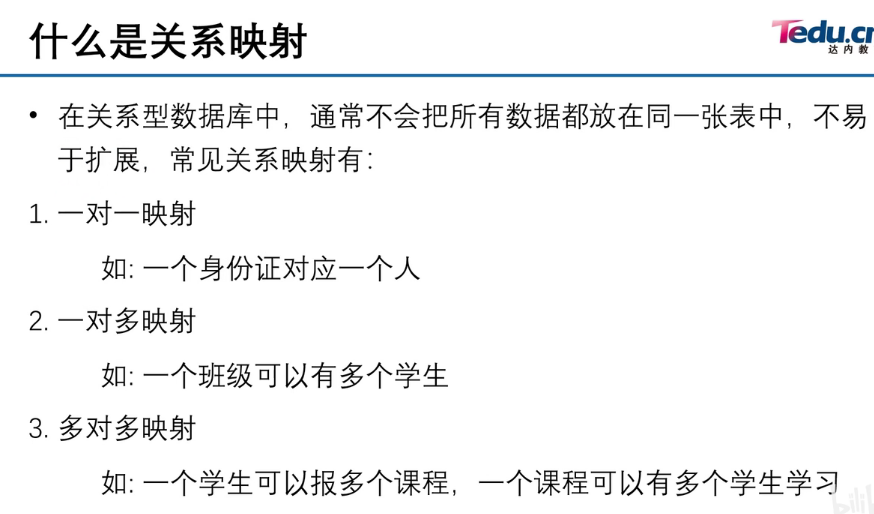 什么是关系映射
Tedu.cn
达内教
• 在关系型数据库中，通常不会把所有数据都放在同一张表中，不易
于扩展，常见关系映射有：
1. 一对一映射
如: 一个身份证对应一个人
2. 一对多映射
如: 一个班级可以有多个学生
3. 多对多映射
如: 一个学生可以报多个课程，一个课程可以有多个学生学习